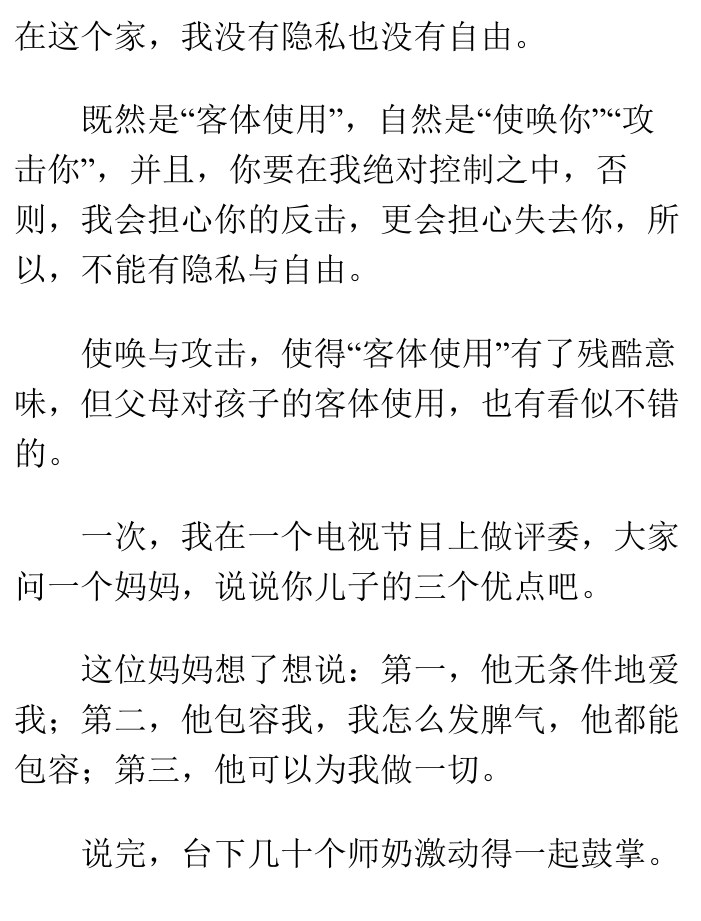 在这个家，我没有隐私也没有自由。
既然是“客体使用”，自然是“使唤你”“攻
击你”，并且，你要在我绝对控制之中，否
则，我会担心你的反击，更会担心失去你，所
以，不能有隐私与自由。
使唤与攻击，使得“客体使用”有了残酷意
味，但父母对孩子的客体使用，也有看似不错
的。
一次，我在一个电视节目上做评委，大家
问一个妈妈，说说你儿子的三个优点吧。
这位妈妈想了想说：第一，他无条件地爱
我；第二，他包容我，我怎么发脾气，他都能
包容；第三，他可以为我做一切。
说完，台下几十个师奶激动得一起鼓掌。